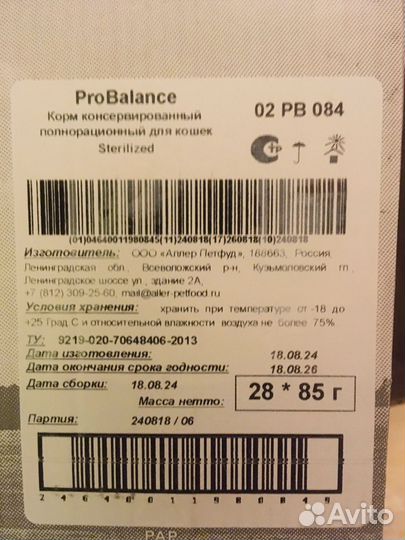 ProBalance
Корм консервированный
полнорационный для кошек
Sterilized
02 PB 084
(01)04640011980845(11)240818(17)260818(10)240818
Изготовитель: ООО «Аллер Петфуд», 188663, Россия,
Ленинградская обл., Всеволожский р-н, Кузьмоловский гп.,
Ленинградское шоссе ул., здание 2А,
+7 (812) 309-25-60, mail@aller-petfood.ru
Условия хранения: хранить при температуре от -18 до
+25 Град С и относительной влажности воздуха не более 75%
ТУ: 9219-020-70648406-2013
Дата изготовления: 18.08.24
Дата окончания срока годности: 18.08.26
Дата сборки: 18.08.24
Масса нетто:
28 * 85 г
Партия: 240818 / 06
PAP
Avito